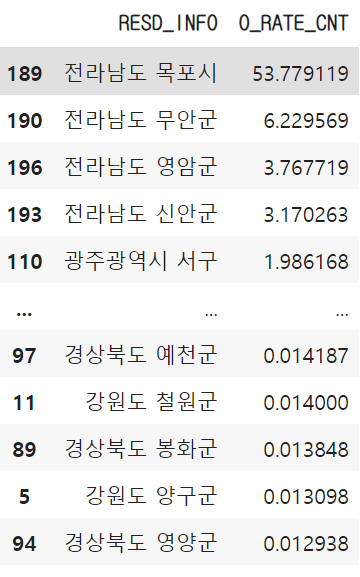 RESD_INFO O_RATE_CNT
189 전라남도 목포시 53.779119
190 전라남도 무안군 6.229569
196 전라남도 영암군 3.767719
193 전라남도 신안군 3.170263
110 광주광역시 서구 1.986168
... ... ...
97 경상북도 예천군 0.014187
11 강원도 철원군 0.014000
89 경상북도 봉화군 0.013848
5 강원도 양구군 0.013098
94 경상북도 영양군 0.012938